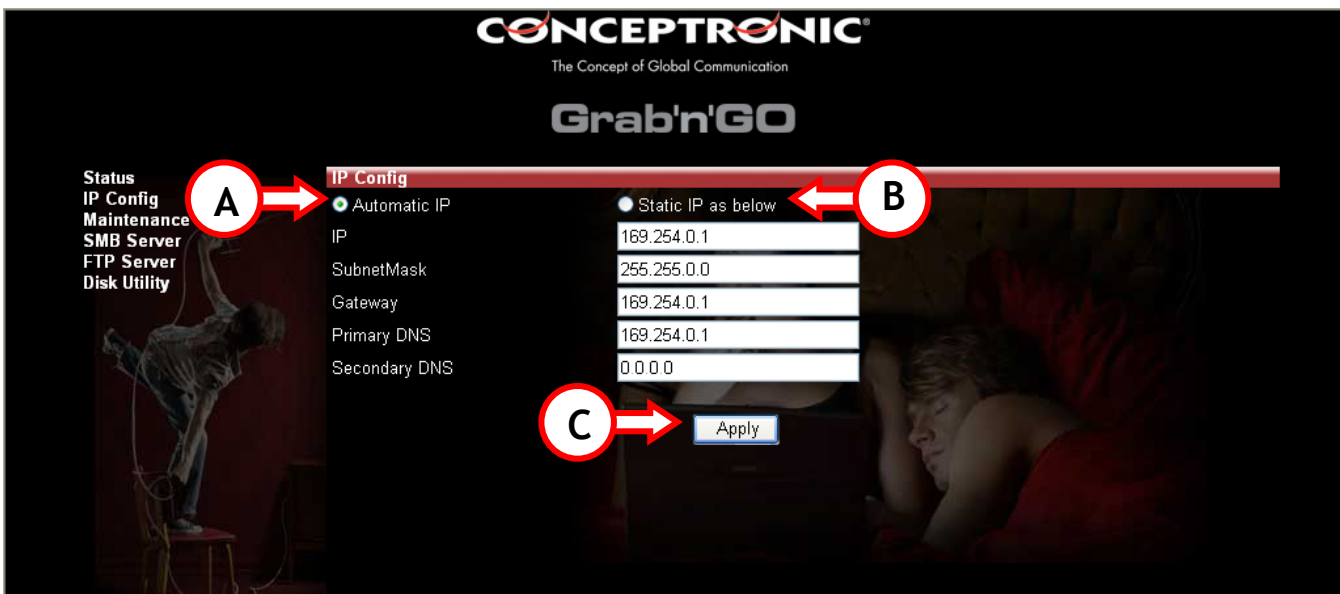 CONCEPTRONIC®
The Concept of Global Communication
Grab'n'GO
Status
IP Config
Maintenance
SMB Server
FTP Server
Disk Utility
A
IP Config
Automatic IP
Static IP as below
B
IP
169.254.0.1
SubnetMask
255.255.0.0
Gateway
169.254.0.1
Primary DNS
169.254.0.1
Secondary DNS
0.0.0.0
C
Apply